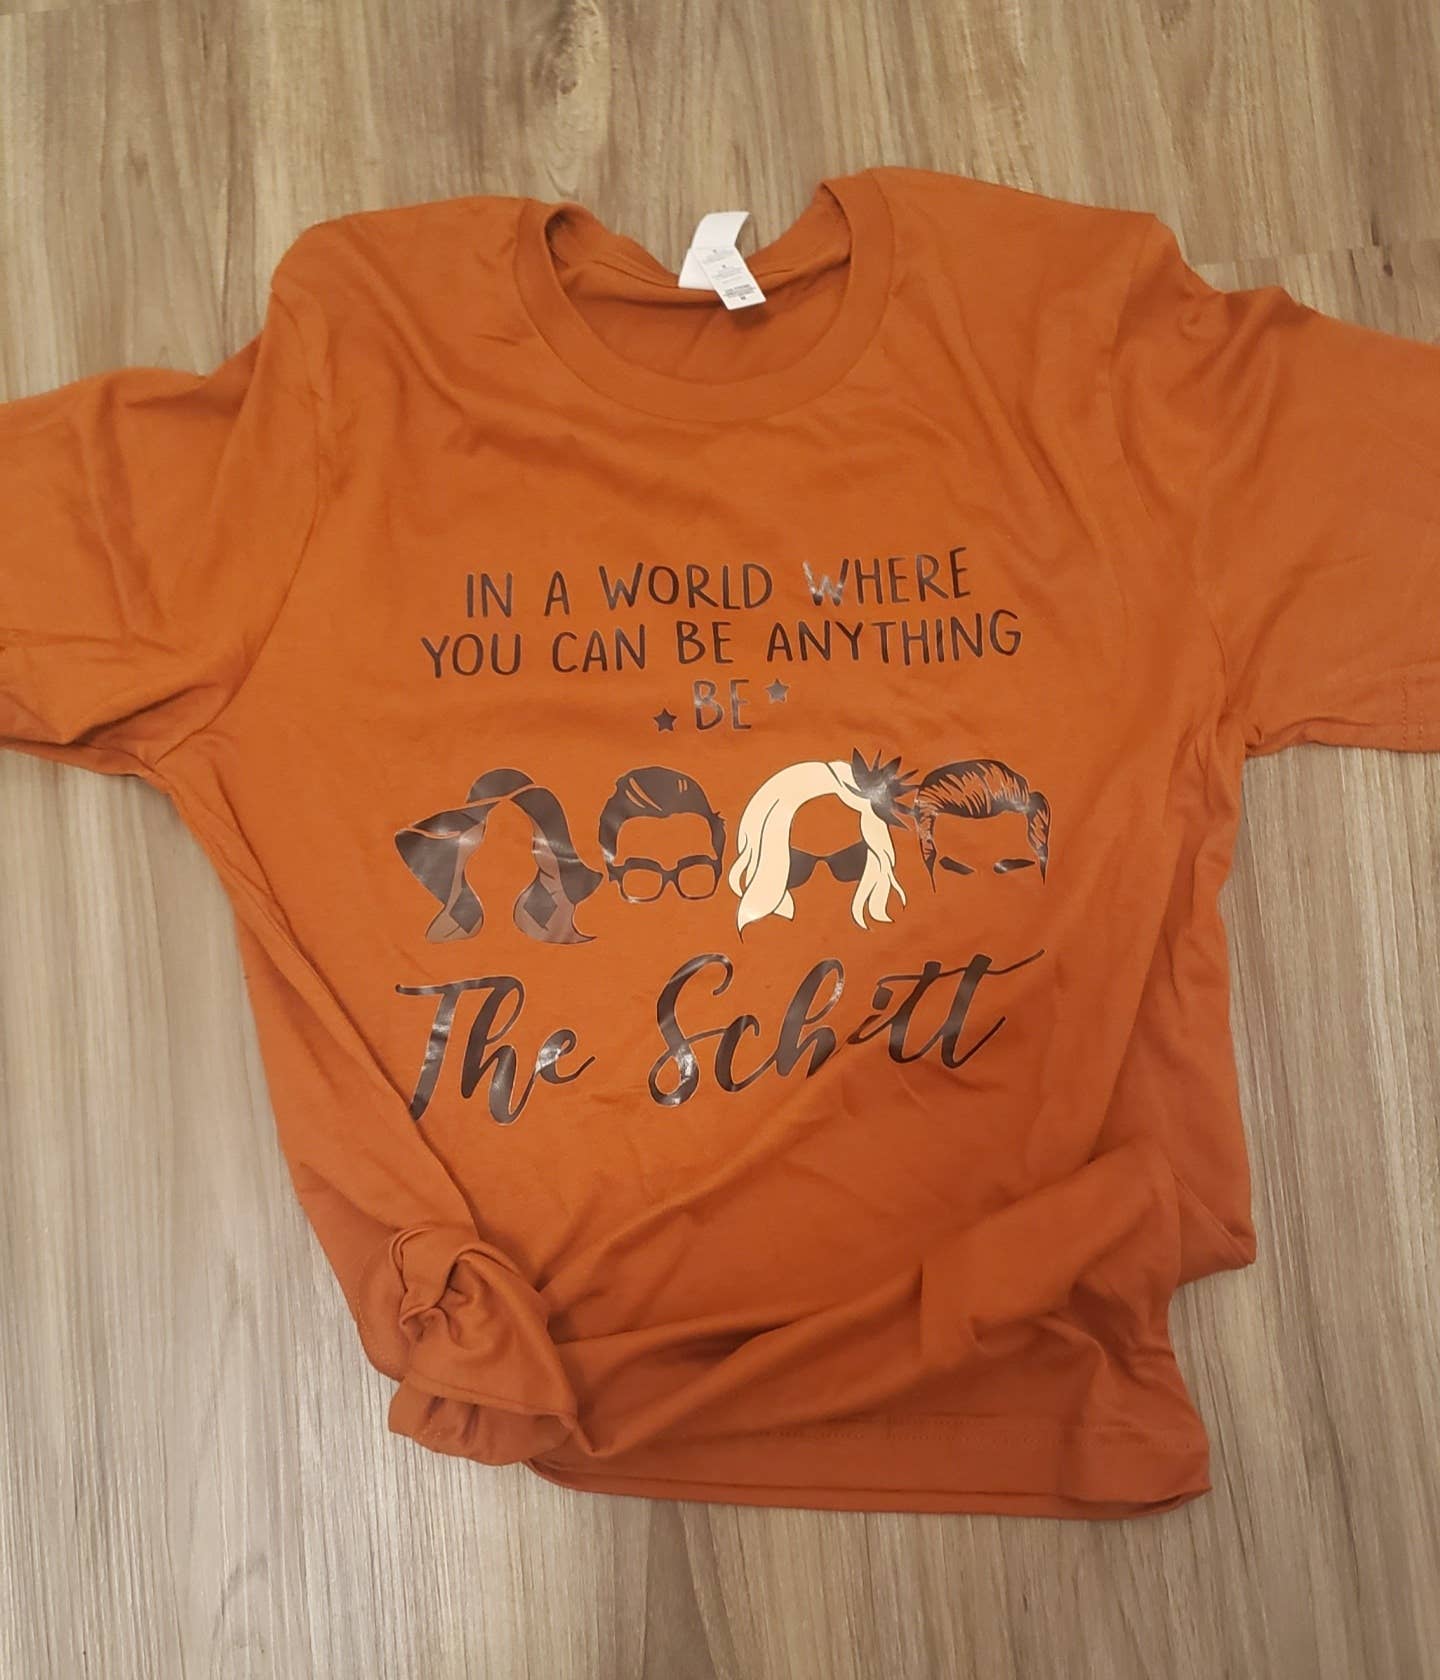 IN A WORLD WHERE
YOU CAN BE ANYTHING
BE
The Schitt